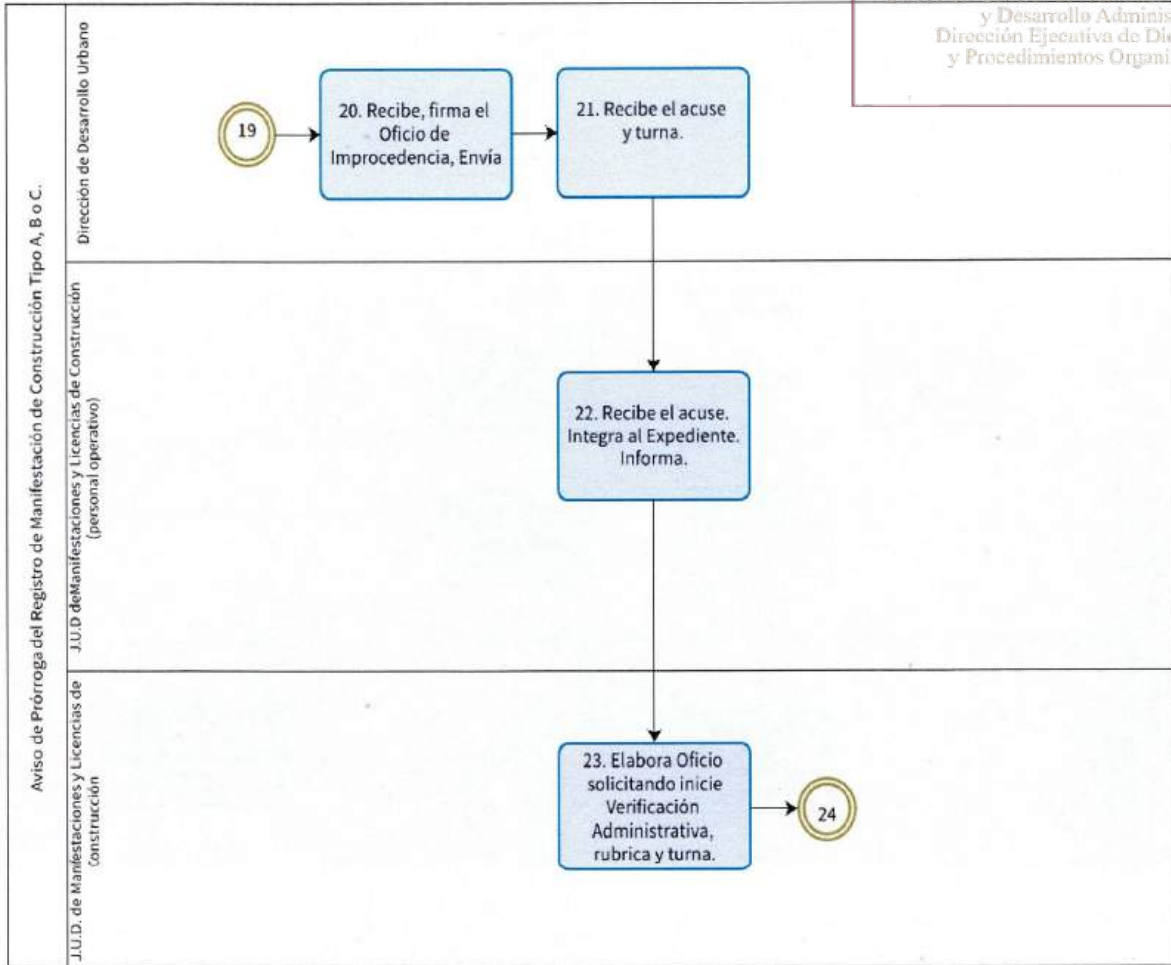 y Desarrollo Adminis
Dirección Ejecutiva de Di
y Procedimientos Organi
Aviso de Prórroga del Registro de Manifestación de Construcción Tipo A, B o C.
Dirección de Desarrollo Urbano
19
20. Recibe, firma el
Oficio de
Improcedencia, Envía
21. Recibe el acuse
y turna.
J.U.D deManifestaciones y Licencias de Construcción
(personal operativo)
22. Recibe el acuse.
Integra al Expediente.
Informa.
J.U.D. de Manifestaciones y Licencias de
Construcción
23. Elabora Oficio
solicitando inicie
Verificación
Administrativa,
rubrica y turna.
24